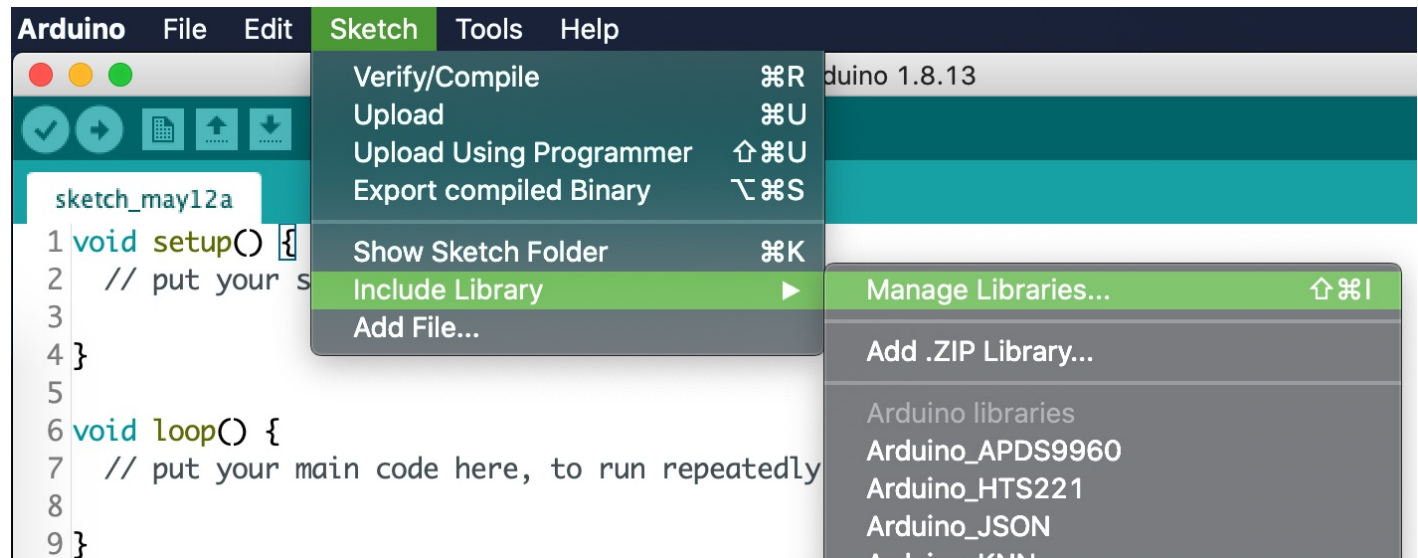 Arduino File Edit Sketch Tools Help
duino 1.8.13
Verify/Compile ⌘R
Upload ⌘U
Upload Using Programmer ⇧⌘U
Export compiled Binary ⌥⌘S
Show Sketch Folder ⌘K
Include Library ▶
Add File...
Manage Libraries... ⇧⌘I
Add .ZIP Library...
Arduino libraries
Arduino_APDS9960
Arduino_HTS221
Arduino_JSON
sketch_may12a
1 void setup() {
2 // put your s
3
4 }
5
6 void loop() {
7 // put your main code here, to run repeatedly
8
9 }